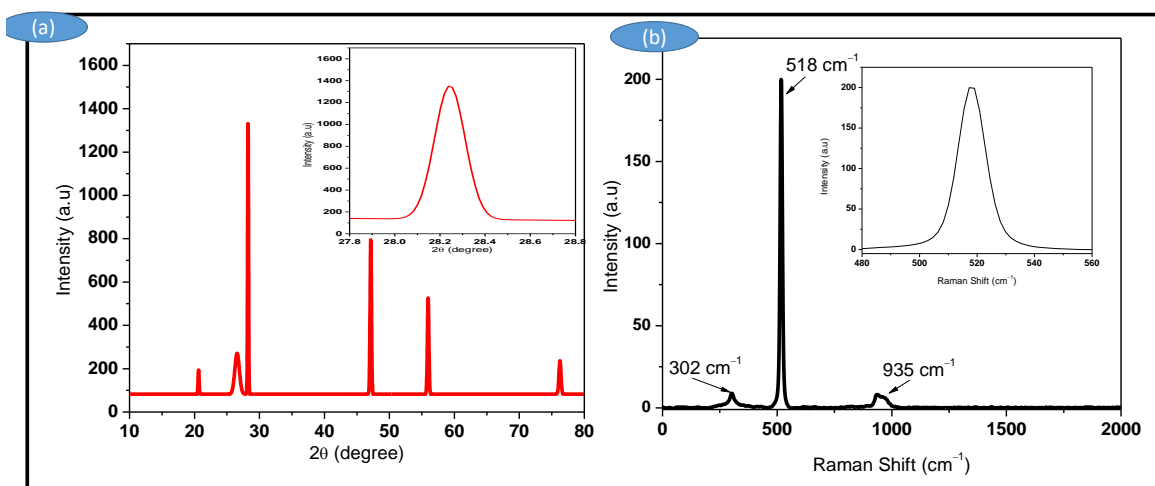 (a)
1600
1400
1200
1000
800
600
400
200
0
10 20 30 40 50 60 70 80
Intensity (a.u)
2θ (degree)
1600
1400
1200
1000
800
600
400
200
0
27.8 28.0 28.2 28.4 28.6 28.8
Intensity (a.u)
2θ (degree)
(b)
200
150
100
50
0
0 500 1000 1500 2000
Intensity (a.u)
Raman Shift (cm⁻¹)
518 cm⁻¹
302 cm⁻¹
935 cm⁻¹
200
150
100
50
0
480 500 520 540 560
Intensity (a.u)
Raman Shift (cm⁻¹)